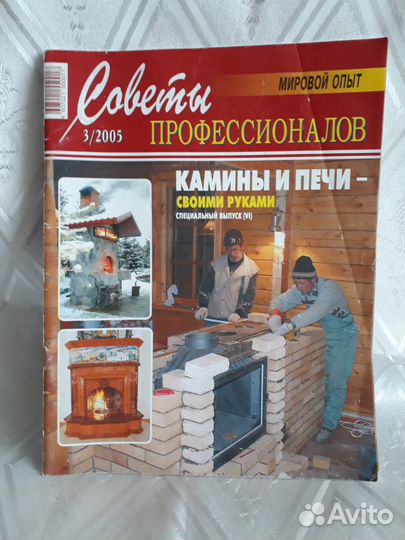 Советы
МИРОВОЙ ОПЫТ
3/2005
ПРОФЕССИОНАЛОВ
КАМИНЫ И ПЕЧИ –
СВОИМИ РУКАМИ
СПЕЦИАЛЬНЫЙ ВЫПУСК (VI)
Avito